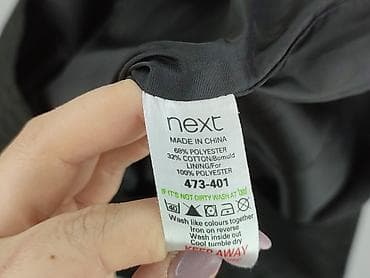 next
MADE IN CHINA
68% POLYESTER
32% COTTON/Bomuld
LINING/For
100% POLYESTER
473-401
IF IT'S NOT DIRTY WASH AT
40
Wash like colours together
Iron on reverse
Wash inside out
Cool tumble dry
KEEP AWAY